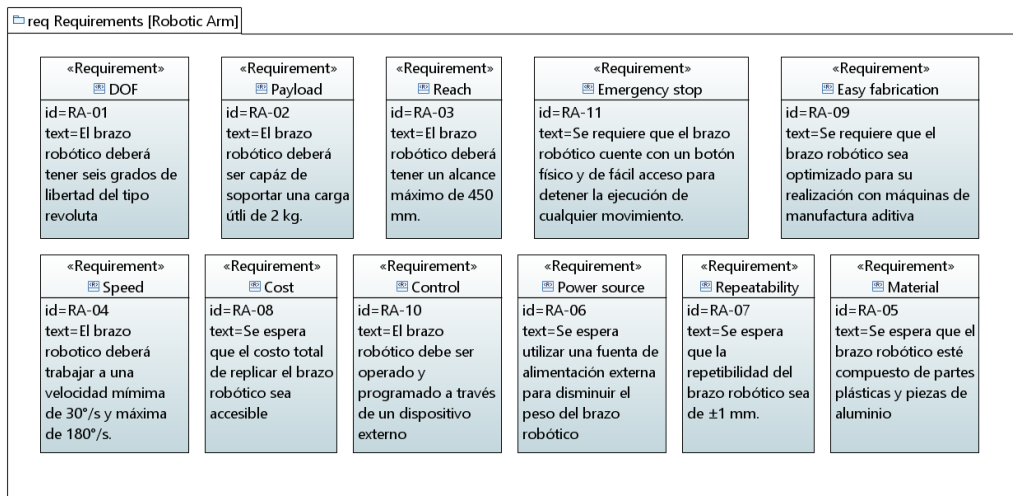 req Requirements [Robotic Arm]
«Requirement»
DOF
id=RA-01
text=El brazo
robótico deberá
tener seis grados de
libertad del tipo
revoluta
«Requirement»
Payload
id=RA-02
text=El brazo
robótico deberá
ser capáz de
soportar una carga
útli de 2 kg.
«Requirement»
Reach
id=RA-03
text=El brazo
robótico deberá
tener un alcance
máximo de 450
mm.
«Requirement»
Emergency stop
id=RA-11
text=Se requiere que el brazo
robótico cuente con un botón
físico y de fácil acceso para
detener la ejecución de
cualquier movimiento.
«Requirement»
Easy fabrication
id=RA-09
text=Se requiere que el
brazo robótico sea
optimizado para su
realización con máquinas de
manufactura aditiva
«Requirement»
Speed
id=RA-04
text=El brazo
robotico deberá
trabajar a una
velocidad mímima
de 30°/s y máxima
de 180°/s.
«Requirement»
Cost
id=RA-08
text=Se espera
que el costo total
de replicar el brazo
robótico sea
accesible
«Requirement»
Control
id=RA-10
text=El brazo
robótico debe ser
operado y
programado a través
de un dispositivo
externo
«Requirement»
Power source
id=RA-06
text=Se espera
utilizar una fuenta de
alimentación externa
para disminuir el
peso del brazo
robótico
«Requirement»
Repeatability
id=RA-07
text=Se espera
que la
repetibilidad del
brazo robótico sea
de ±1 mm.
«Requirement»
Material
id=RA-05
text=Se espera que el
brazo robótico esté
compuesto de partes
plásticas y piezas de
aluminio